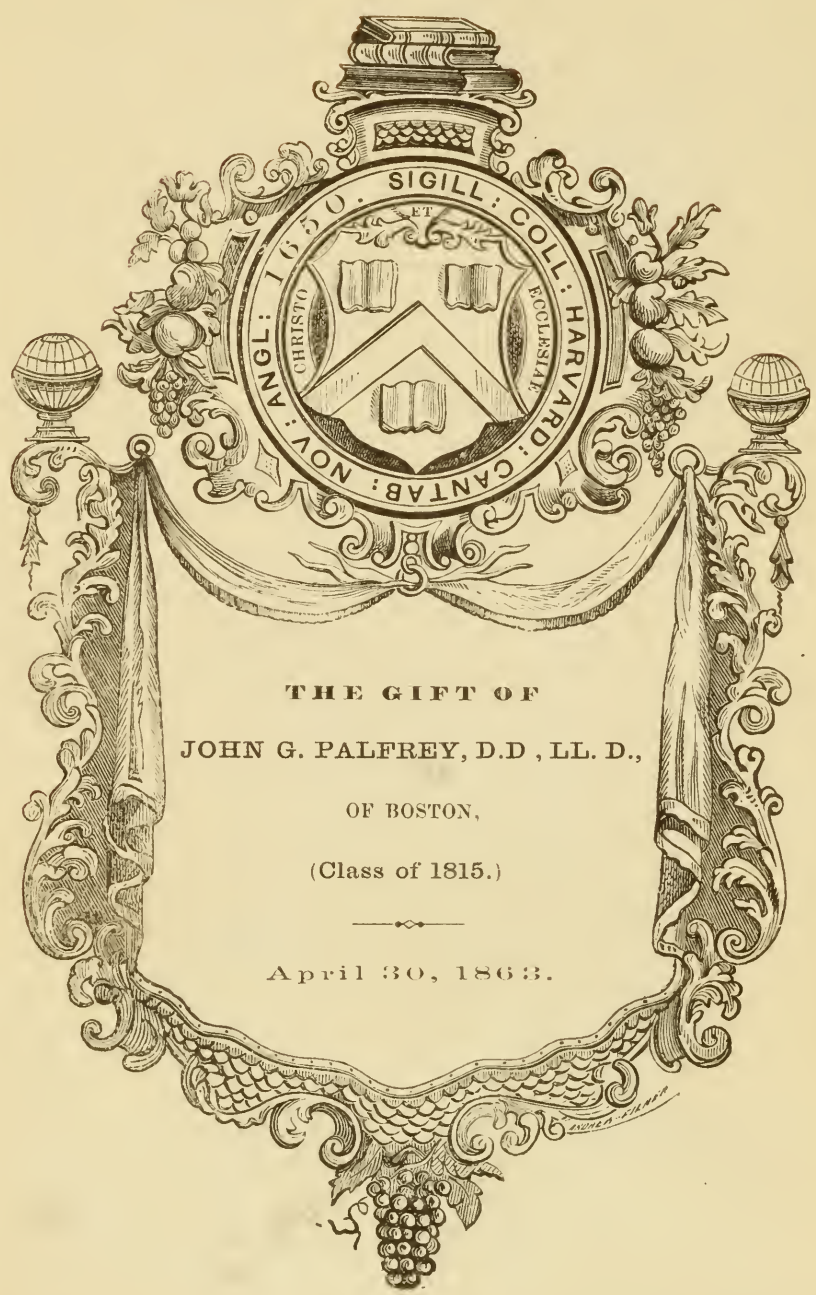 SIGILL: COLL: HARVARD: CANTAB: NOV: ANGL: 1650.
CHRISTO
ET
ECCLESIAE
THE GIFT OF
JOHN G. PALFREY, D.D , LL. D.,
OF BOSTON,
(Class of 1815.)
April 30, 1863.